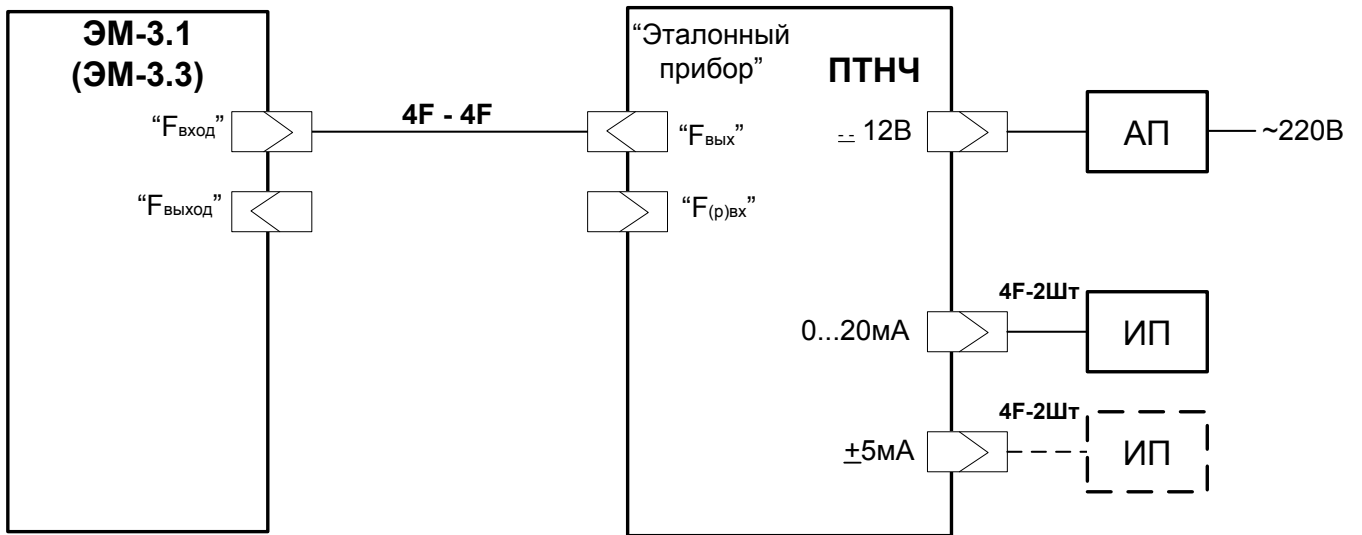 ЭМ-3.1
(ЭМ-3.3)
“Fвход”
“Fвыход”
4F - 4F
“Эталонный
прибор”
ПТНЧ
“Fвых”
“F(р)вх”
-- 12В
АП
~220В
0...20мА
4F-2Шт
ИП
±5мА
4F-2Шт
ИП